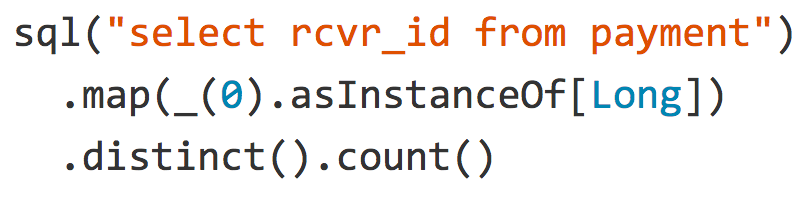 sql("select rcvr_id from payment")
.map(_(0).asInstanceOf[Long])
.distinct().count()